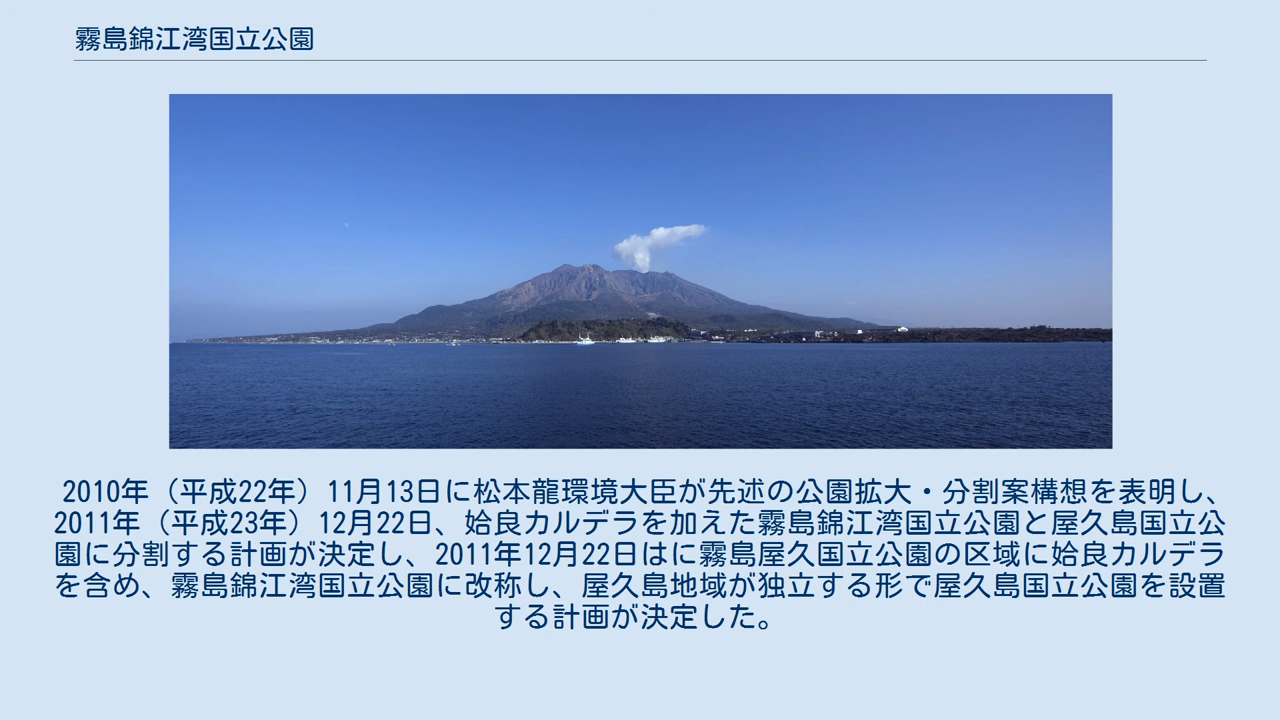 霧島錦江湾国立公園
2010年（平成22年）11月13日に松本龍環境大臣が先述の公園拡大・分割案構想を表明し、
2011年（平成23年）12月22日、姶良カルデラを加えた霧島錦江湾国立公園と屋久島国立公
園に分割する計画が決定し、2011年12月22日はに霧島屋久国立公園の区域に姶良カルデラ
を含め、霧島錦江湾国立公園に改称し、屋久島地域が独立する形で屋久島国立公園を設置
する計画が決定した。